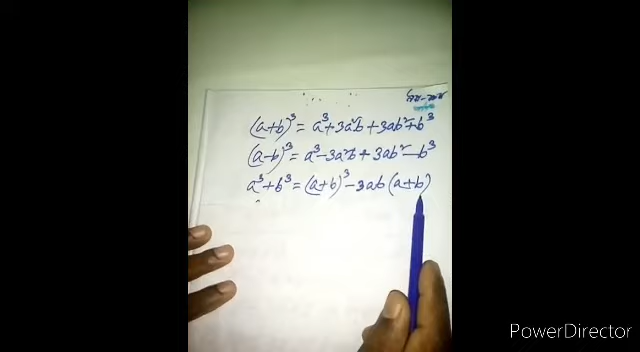 (a+b)³ = a³+3a²b+3ab²+b³
(a-b)³ = a³-3a²b+3ab²-b³
a³+b³ = (a+b)³-3ab(a+b)
PowerDirector